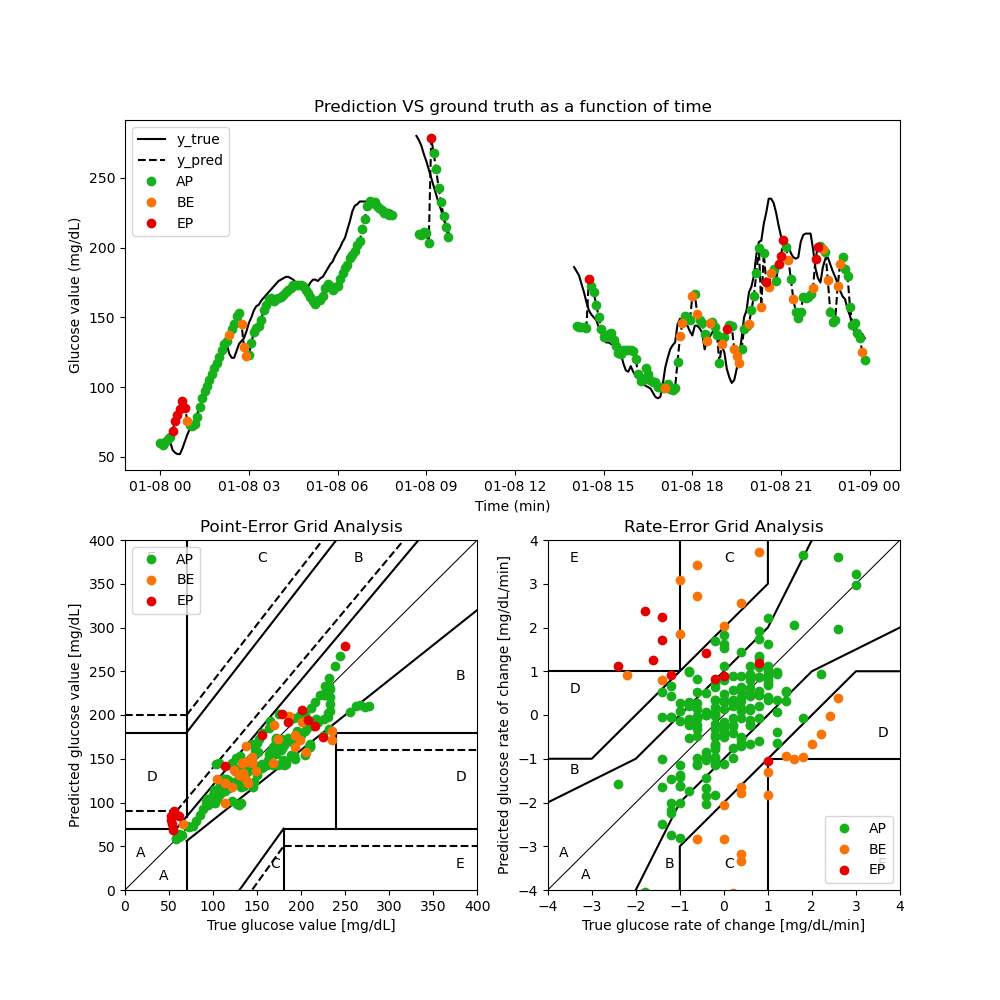 Prediction VS ground truth as a function of time
y_true
y_pred
AP
BE
EP
Glucose value (mg/dL)
250
200
150
100
50
01-08 00 01-08 03 01-08 06 01-08 09 01-08 12 01-08 15 01-08 18 01-08 21 01-09 00
Time (min)
Point-Error Grid Analysis
AP
BE
EP
C
B
B
D
D
A
A
C
E
Predicted glucose value [mg/dL]
400
350
300
250
200
150
100
50
0
0 50 100 150 200 250 300 350 400
True glucose value [mg/dL]
Rate-Error Grid Analysis
E
C
D
D
B
A
A
B
C
AP
BE
EP
Predicted glucose rate of change [mg/dL/min]
4
3
2
1
0
−1
−2
−3
−4
−4 −3 −2 −1 0 1 2 3 4
True glucose rate of change [mg/dL/min]